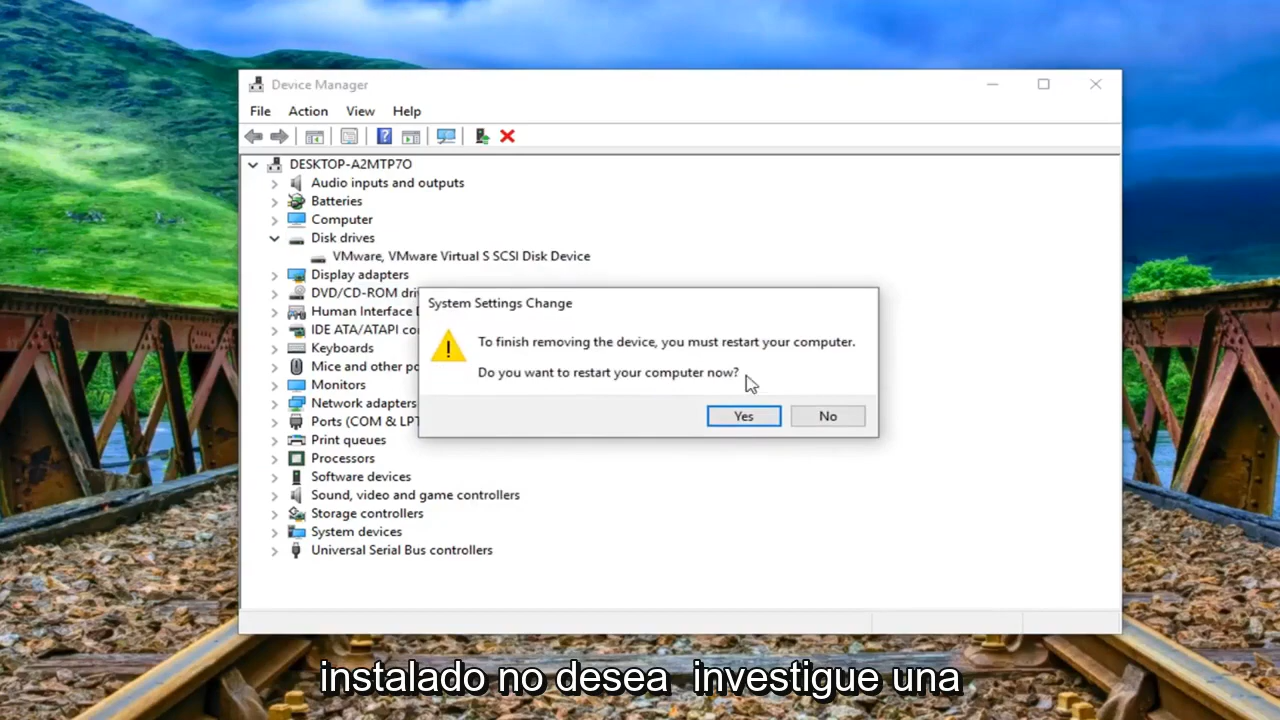 Device Manager
File Action View Help
DESKTOP-A2MTP7O
Audio inputs and outputs
Batteries
Computer
Disk drives
VMware, VMware Virtual S SCSI Disk Device
Display adapters
DVD/CD-ROM dri
Human Interface
IDE ATA/ATAPI co
Keyboards
Mice and other po
Monitors
Network adapters
Ports (COM & LPT
Print queues
Processors
Software devices
Sound, video and game controllers
Storage controllers
System devices
Universal Serial Bus controllers
System Settings Change
To finish removing the device, you must restart your computer.
Do you want to restart your computer now?
Yes No
instalado no desea investigue una